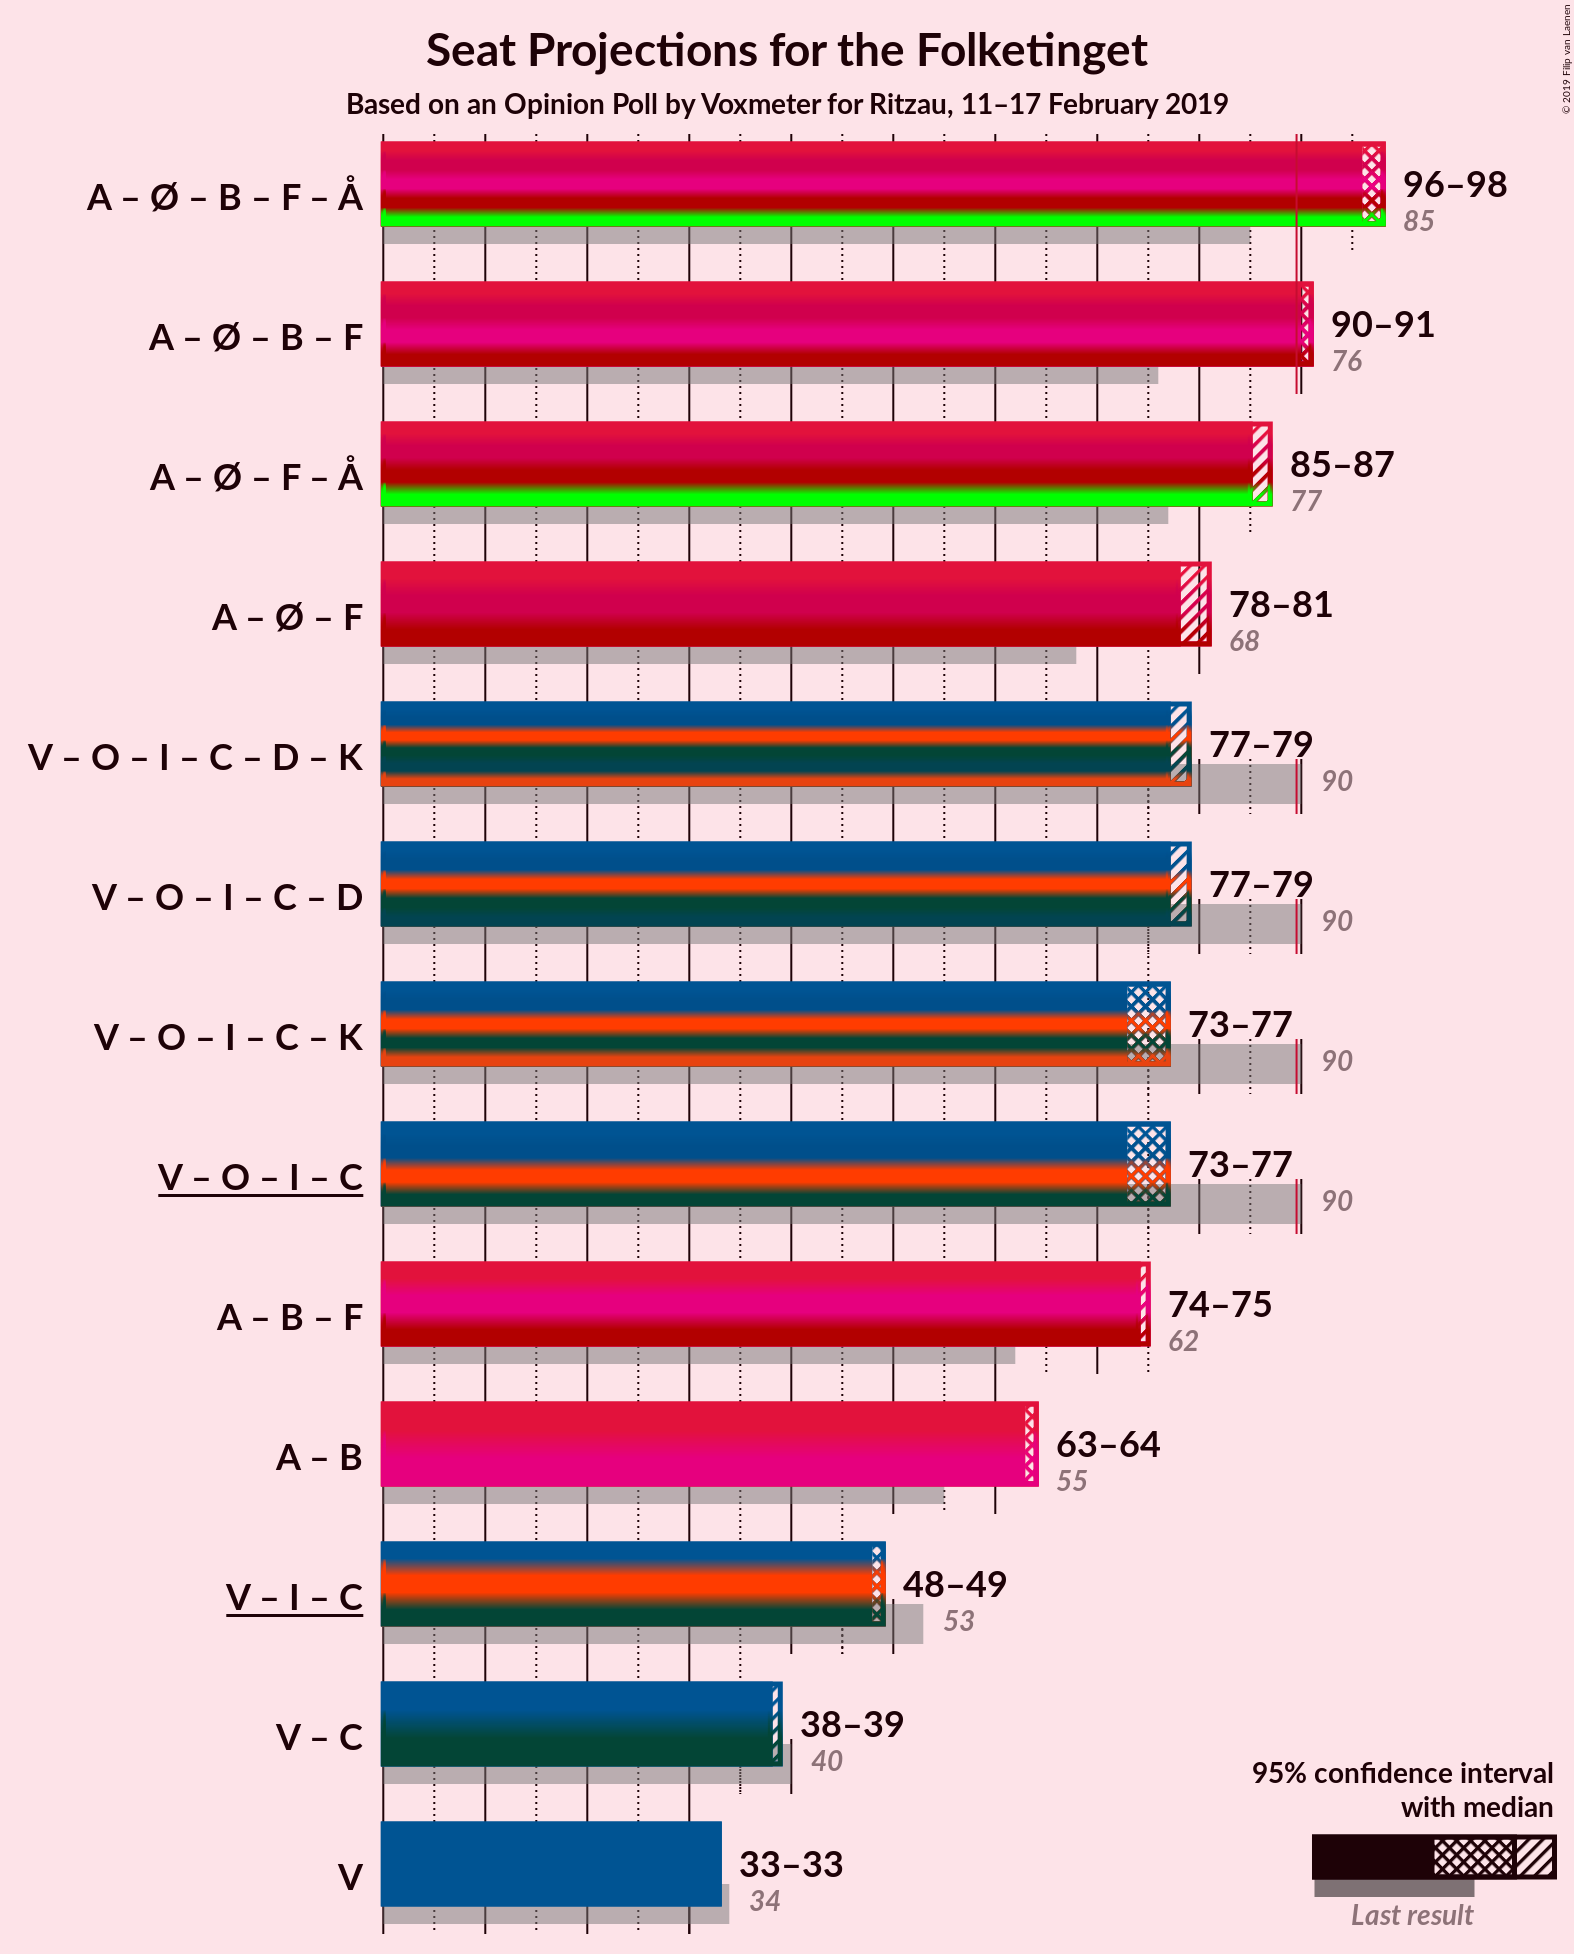 © 2019 Filip van Laenen
Seat Projections for the Folketinget
Based on an Opinion Poll by Voxmeter for Ritzau, 11–17 February 2019
A – Ø – B – F – Å
96–98
85
A – Ø – B – F
90–91
76
A – Ø – F – Å
85–87
77
A – Ø – F
78–81
68
V – O – I – C – D – K
77–79
90
V – O – I – C – D
77–79
90
V – O – I – C – K
73–77
90
V – O – I – C
73–77
90
A – B – F
74–75
62
A – B
63–64
55
V – I – C
48–49
53
V – C
38–39
40
V
33–33
34
95% confidence interval
with median
Last result